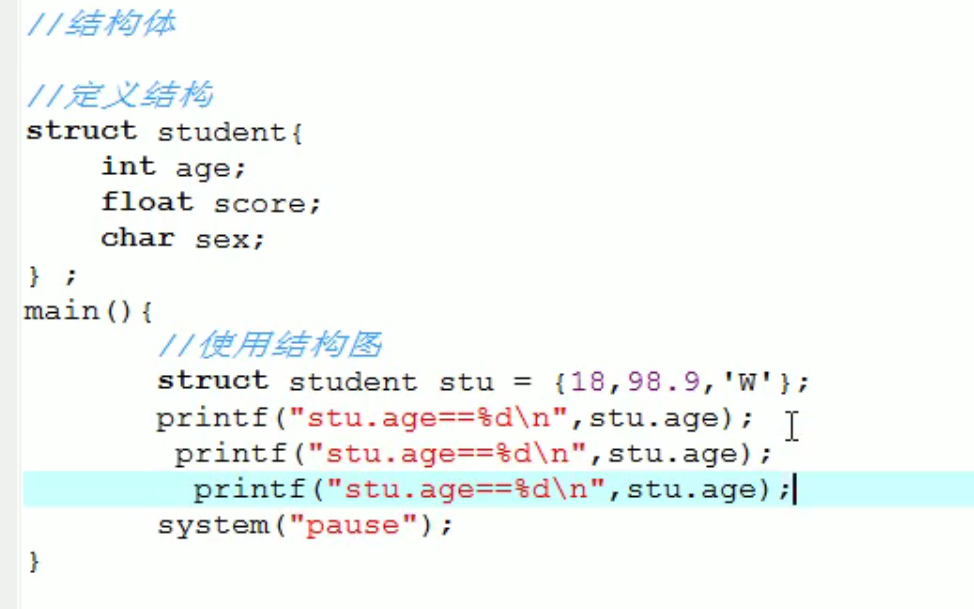 //结构体
//定义结构
struct student{
int age;
float score;
char sex;
} ;
main(){
//使用结构图
struct student stu = {18,98.9,'W'};
printf("stu.age==%d\n",stu.age);
printf("stu.age==%d\n",stu.age);
printf("stu.age==%d\n",stu.age);
system("pause");
}